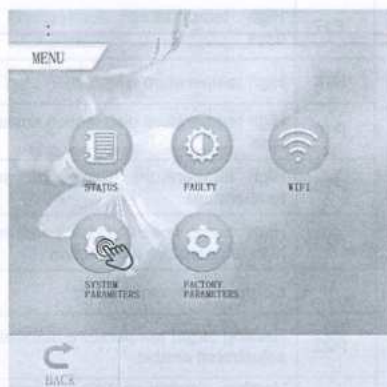 MENU
STATUS
FAULTY
WIFI
SYSTEM
PARAMETERS
FACTORY
PARAMETERS
BACK